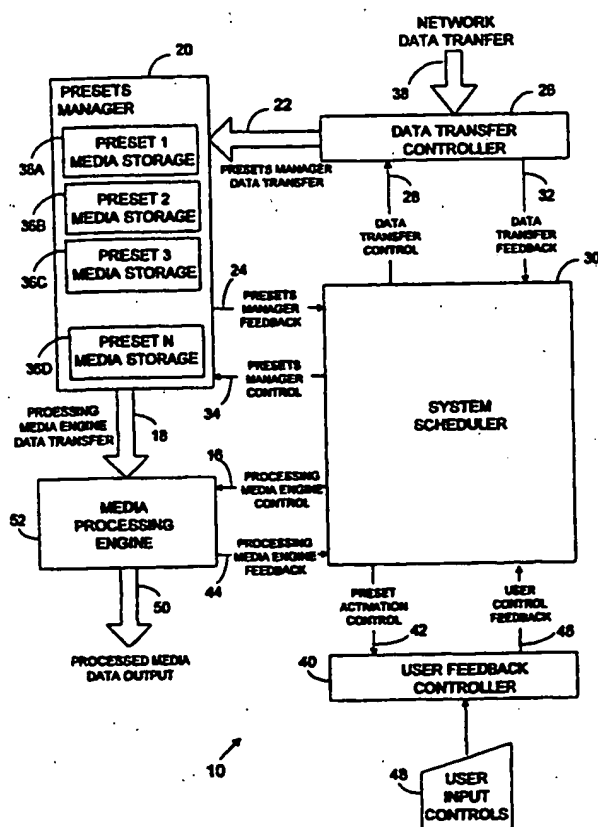 NETWORK
DATA TRANFER
38
20
PRESETS
MANAGER
22
26
DATA TRANSFER
CONTROLLER
PRESETS MANAGER
DATA TRANSFER
PRESET 1
MEDIA STORAGE
36A
PRESET 2
MEDIA STORAGE
36B
PRESET 3
MEDIA STORAGE
36C
PRESET N
MEDIA STORAGE
36D
28
DATA
TRANSFER
CONTROL
32
DATA
TRANSFER
FEEDBACK
30
24
PRESETS
MANAGER
FEEDBACK
PRESETS
MANAGER
CONTROL
34
SYSTEM
SCHEDULER
PROCESSING
MEDIA ENGINE
DATA TRANSFER
18
16
PROCESSING
MEDIA ENGINE
CONTROL
52
MEDIA
PROCESSING
ENGINE
PROCESSING
MEDIA ENGINE
FEEDBACK
44
50
PROCESSED MEDIA
DATA OUTPUT
PRESET
ACTIVATION
CONTROL
42
USER
CONTROL
FEEDBACK
46
40
USER FEEDBACK
CONTROLLER
10
48
USER
INPUT
CONTROLS